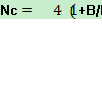 Nc = 4 (1+B/